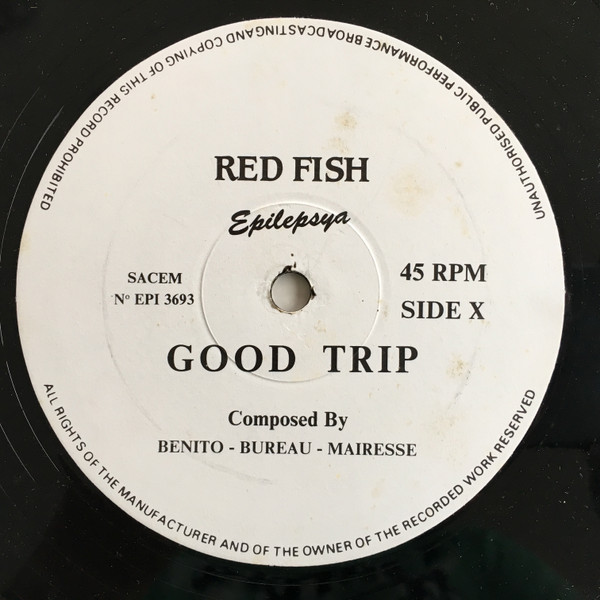 RED FISH
Epilepsya
SACEM
Nº EPI 3693
45 RPM
SIDE X
GOOD TRIP
Composed By
BENITO - BUREAU - MAIRESSE
ALL RIGHTS OF THE MANUFACTURER AND OF THE OWNER OF THE RECORDED WORK RESERVED
UNAUTHORISED PUBLIC PERFORMANCE BROADCASTINGAND COPYING OF THIS RECORD PROHIBITED